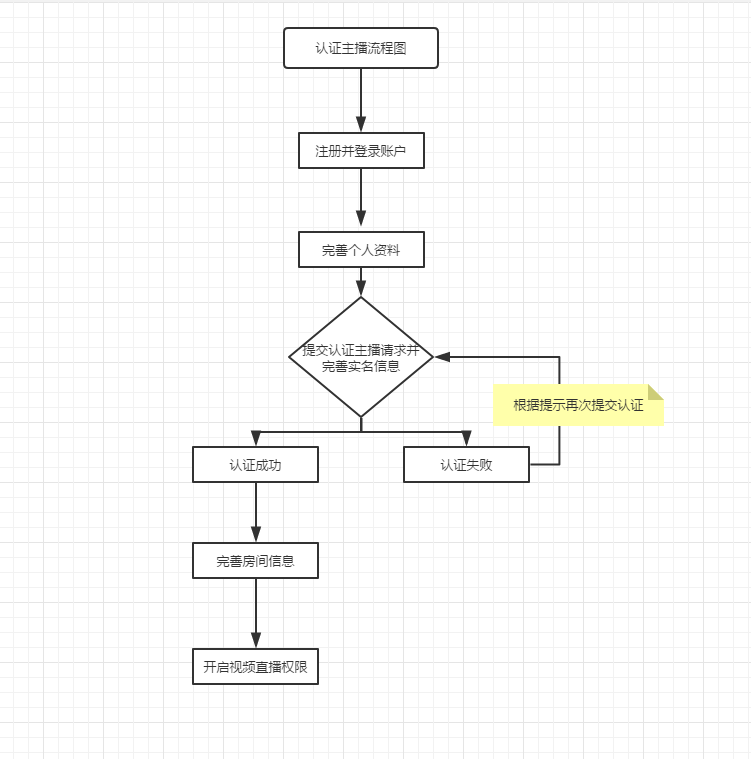 认证主播流程图
注册并登录账户
完善个人资料
提交认证主播请求并
完善实名信息
根据提示再次提交认证
认证成功
认证失败
完善房间信息
开启视频直播权限